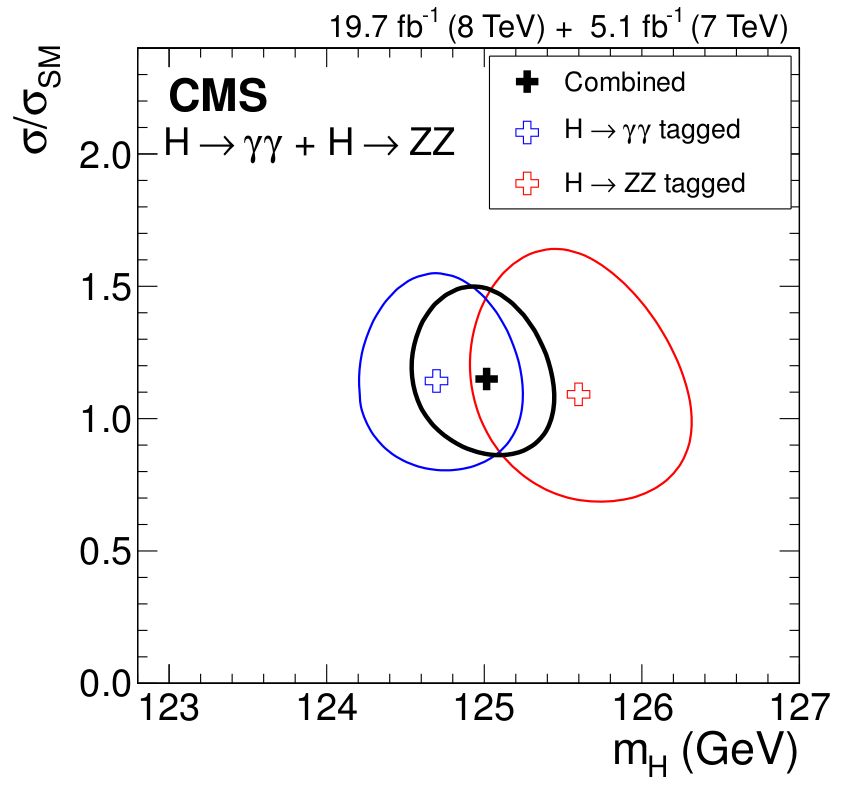 19.7 fb⁻¹ (8 TeV) + 5.1 fb⁻¹ (7 TeV)
σ/σSM
CMS
H → γγ + H → ZZ
Combined
H → γγ tagged
H → ZZ tagged
2.0
1.5
1.0
0.5
0.0
123 124 125 126 127
mH (GeV)